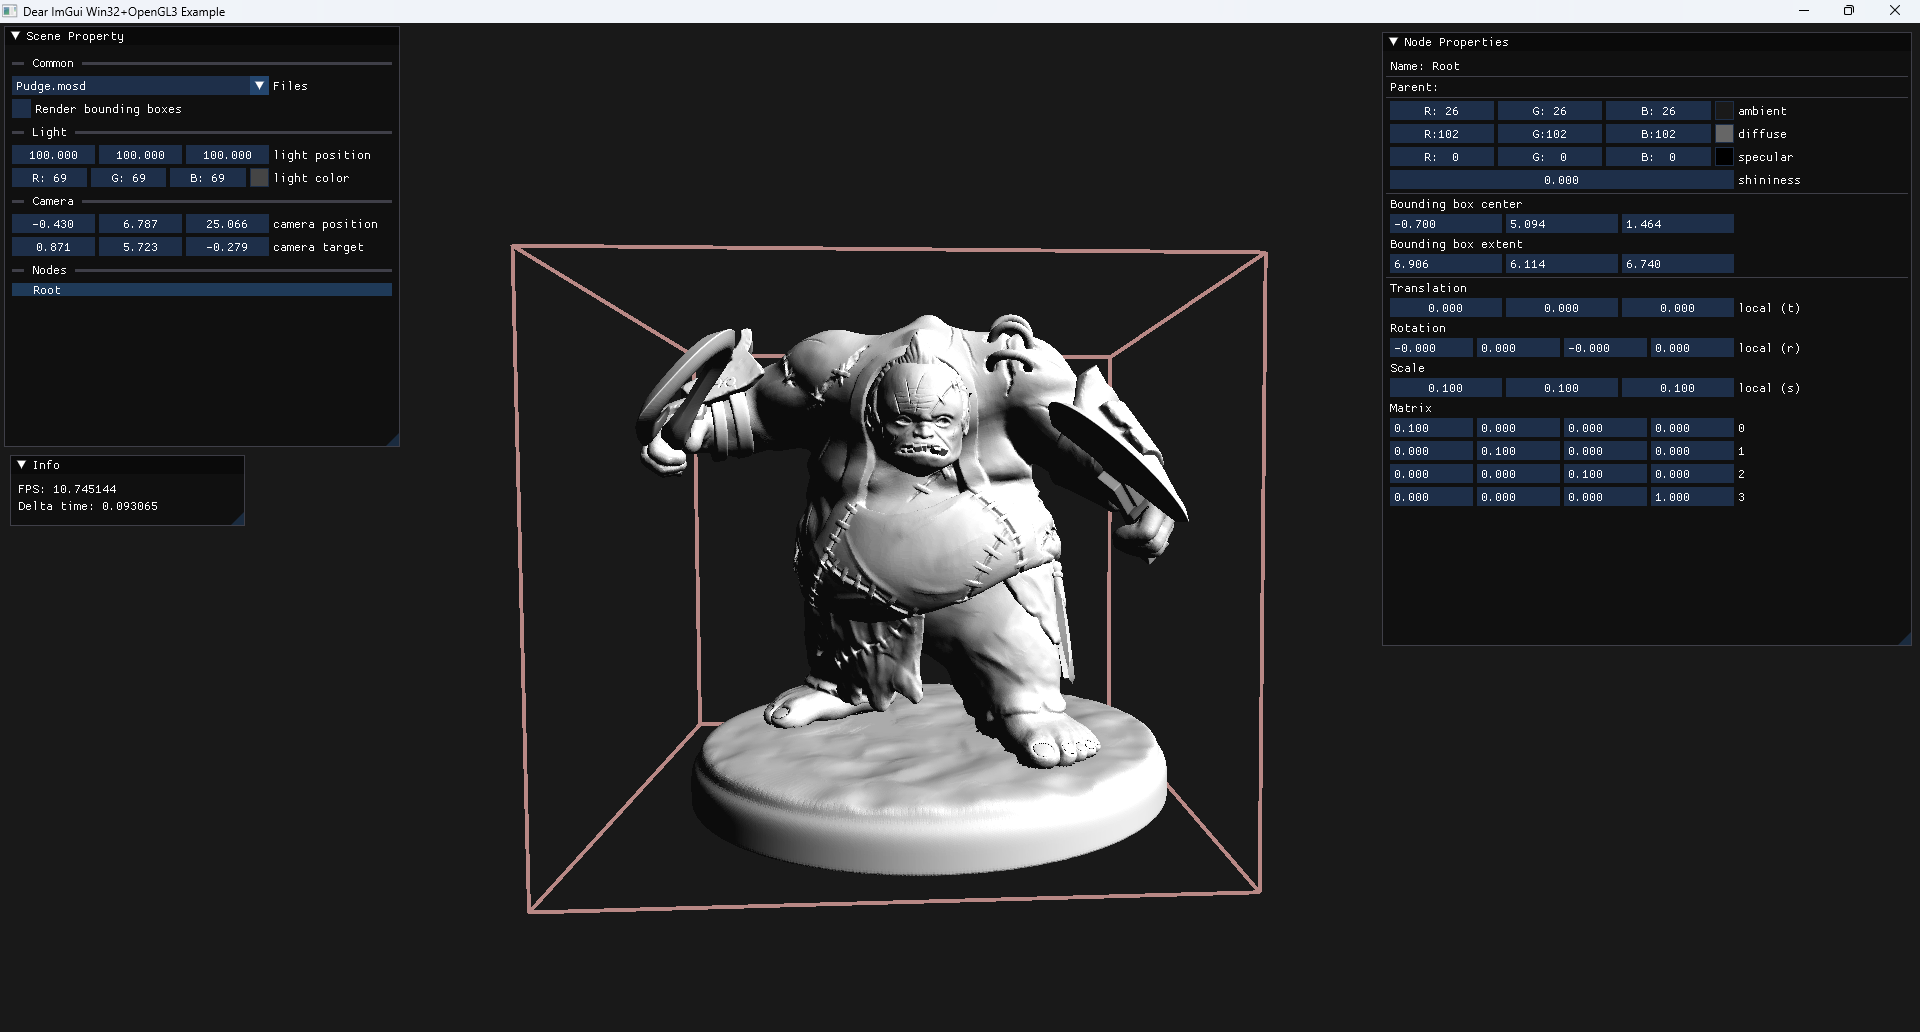 Dear ImGui Win32+OpenGL3 Example
Scene Property
Common
Pudge.mosd Files
Render bounding boxes
Light
100.000 100.000 100.000 light position
R: 69 G: 69 B: 69 light color
Camera
-0.430 6.787 25.066 camera position
0.871 5.723 -0.279 camera target
Nodes
Root
Info
FPS: 10.745144
Delta time: 0.093065
Node Properties
Name: Root
Parent:
R: 26 G: 26 B: 26 ambient
R:102 G:102 B:102 diffuse
R: 0 G: 0 B: 0 specular
0.000 shininess
Bounding box center
-0.700 5.094 1.464
Bounding box extent
6.906 6.114 6.740
Translation
0.000 0.000 0.000 local (t)
Rotation
-0.000 0.000 -0.000 0.000 local (r)
Scale
0.100 0.100 0.100 local (s)
Matrix
0.100 0.000 0.000 0.000 0
0.000 0.100 0.000 0.000 1
0.000 0.000 0.100 0.000 2
0.000 0.000 0.000 1.000 3